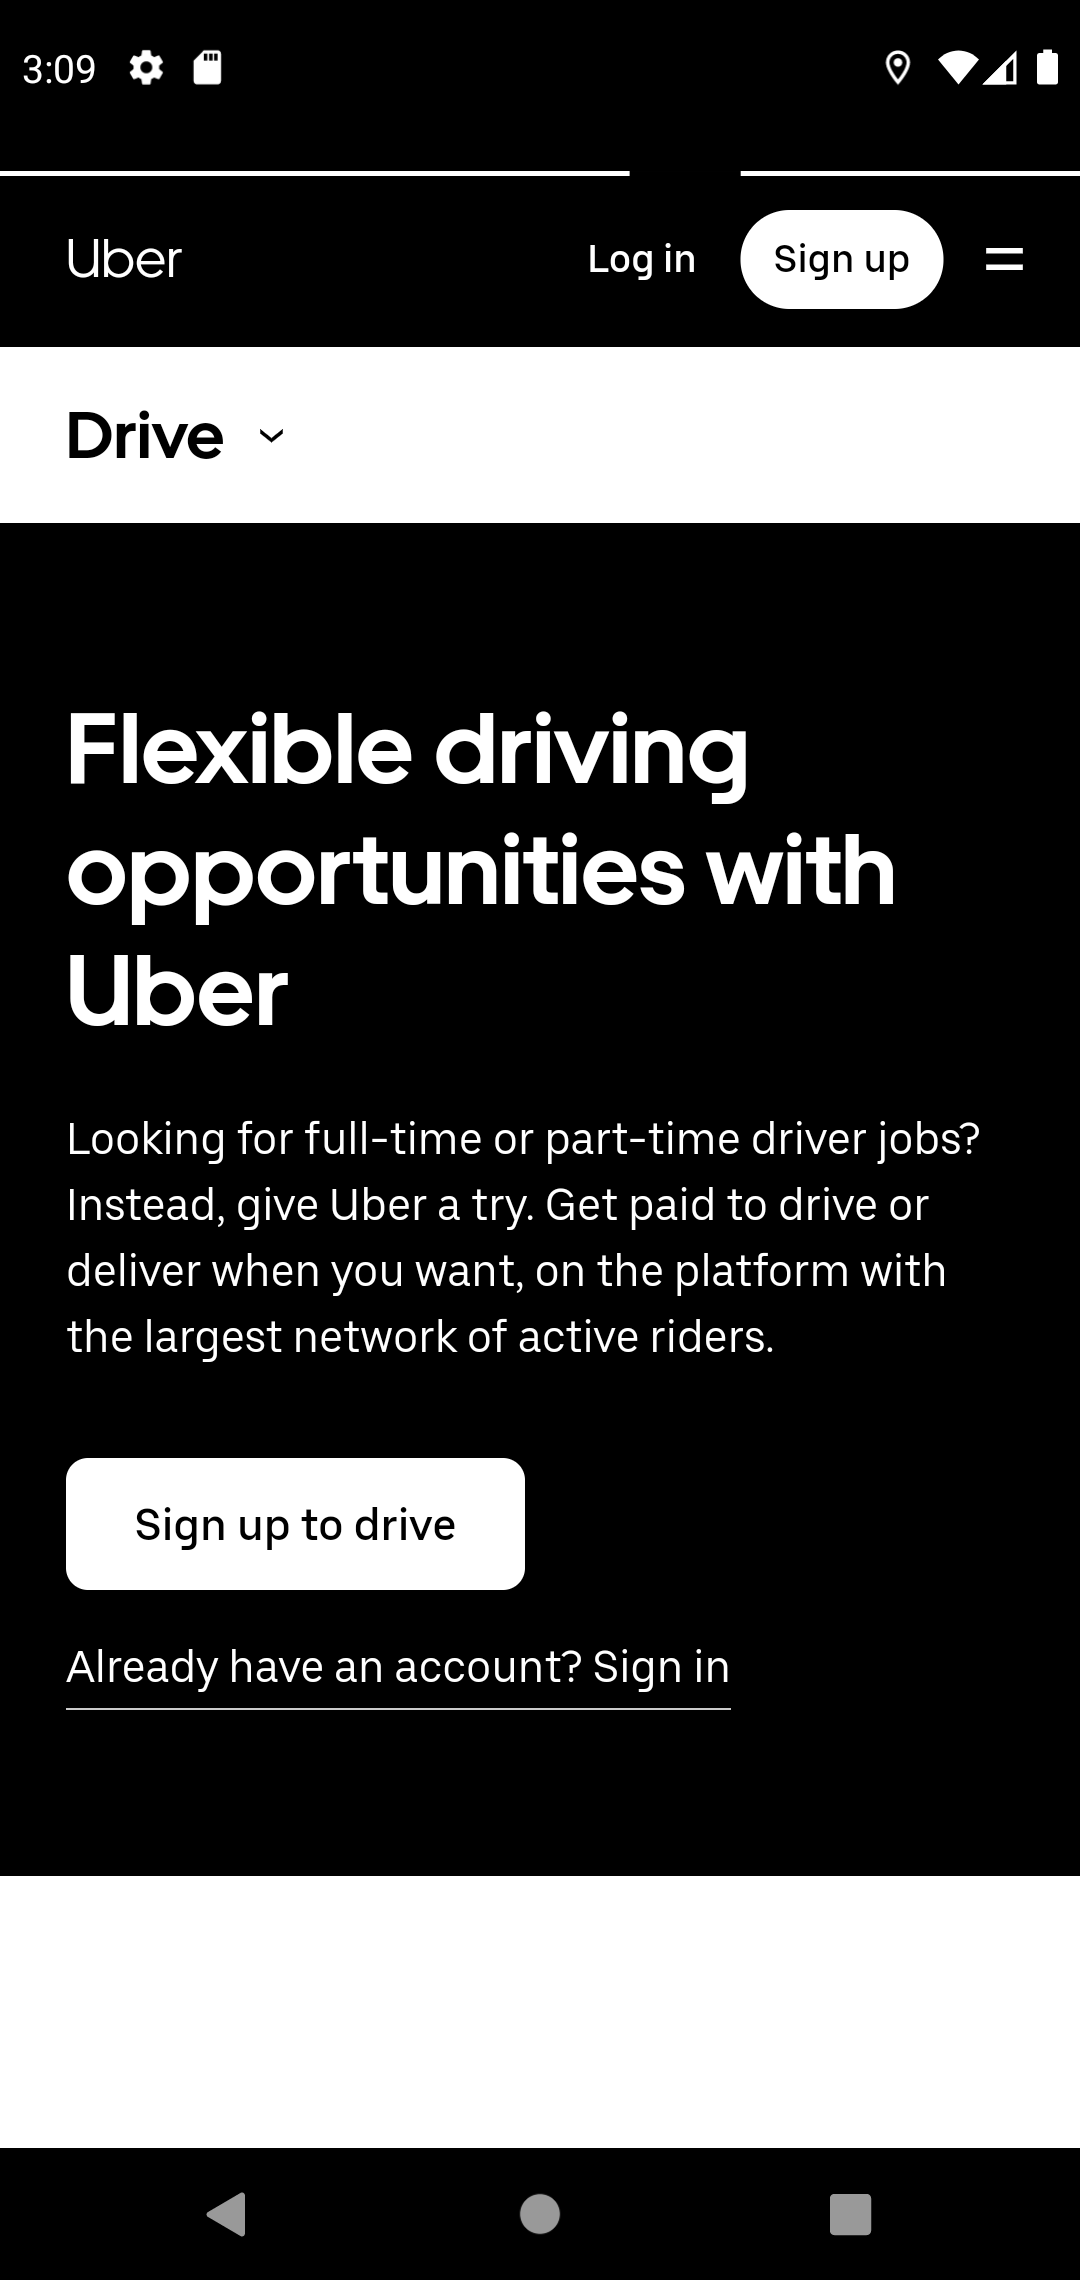 3:09
Uber
Log in
Sign up
Drive
Flexible driving
opportunities with
Uber
Looking for full-time or part-time driver jobs?
Instead, give Uber a try. Get paid to drive or
deliver when you want, on the platform with
the largest network of active riders.
Sign up to drive
Already have an account? Sign in